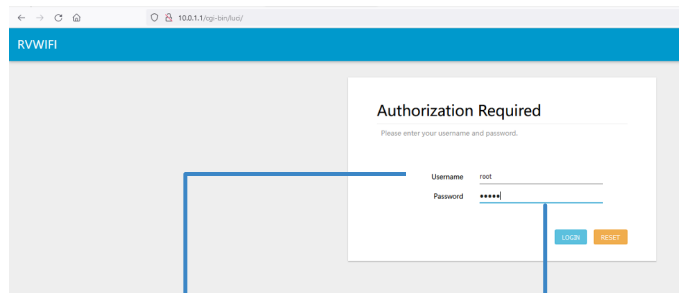 10.0.1.1/cgi-bin/luci/
RVWIFI
Authorization Required
Please enter your username and password.
Username root
Password •••••
LOGIN RESET